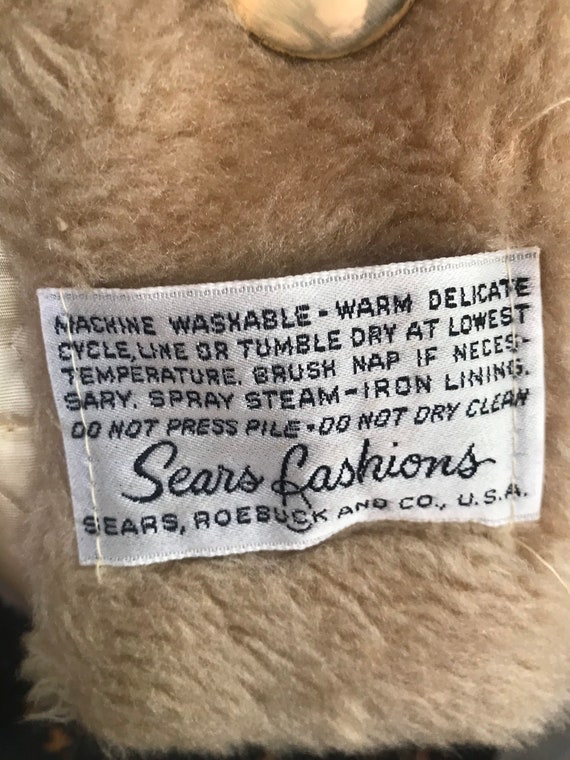 MACHINE WASHABLE - WARM DELICATE
CYCLE, LINE OR TUMBLE DRY AT LOWEST
TEMPERATURE. BRUSH NAP IF NECES-
SARY. SPRAY STEAM-IRON LINING.
DO NOT PRESS PILE • DO NOT DRY CLEAN
Sears Fashions
SEARS, ROEBUCK AND CO., U.S.A.